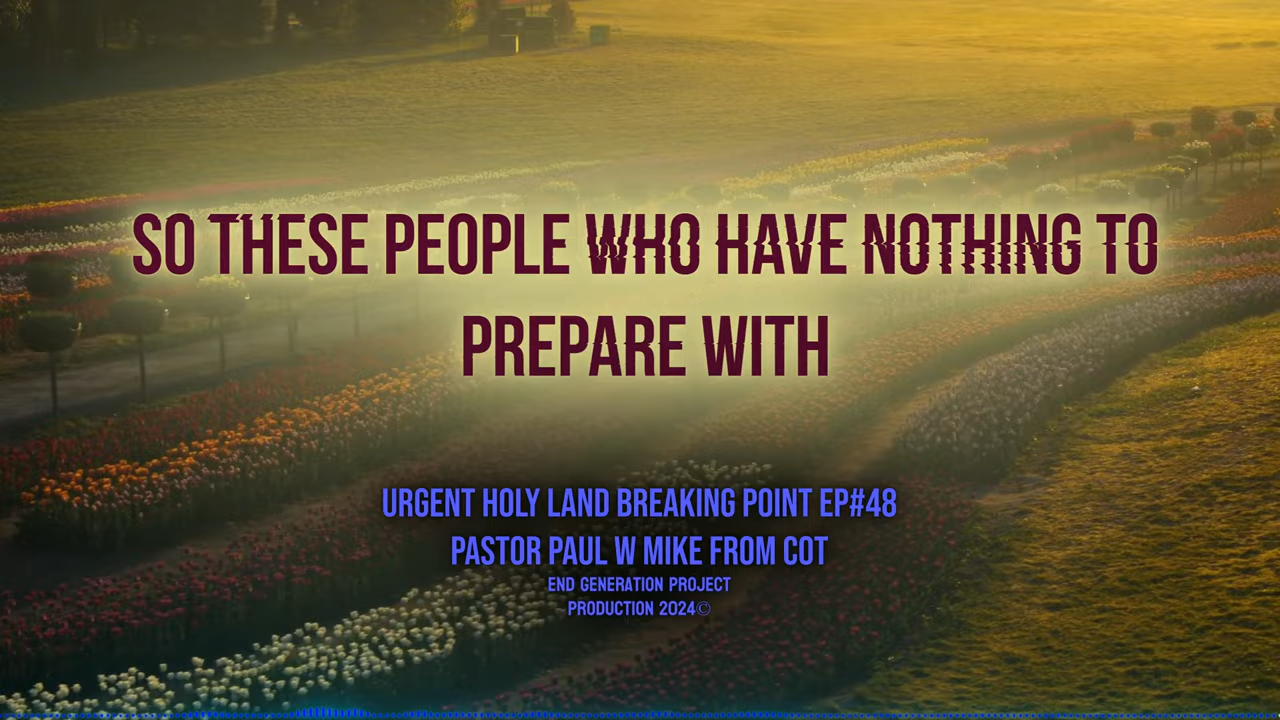 SO THESE PEOPLE WHO HAVE NOTHING TO
PREPARE WITH
URGENT HOLY LAND BREAKING POINT EP#48
PASTOR PAUL W MIKE FROM COT
END GENERATION PROJECT
PRODUCTION 2024©